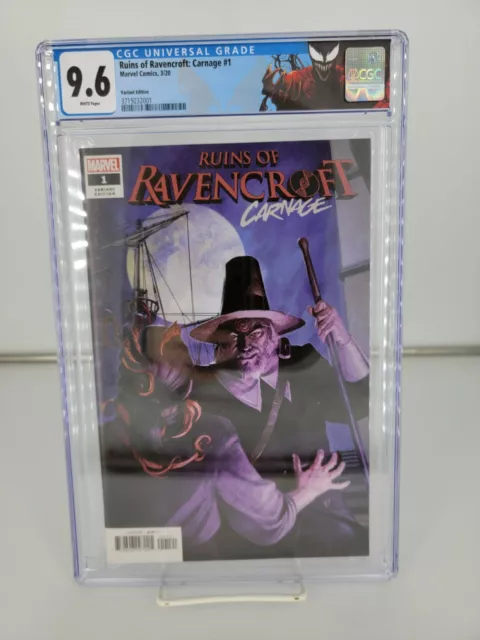 CGC UNIVERSAL GRADE
9.6
WHITE Pages
Ruins of Ravencroft: Carnage #1
Marvel Comics, 3/20
Variant Edition
3719232001
CGC
MARVEL
1
VARIANT
EDITION
RUINS OF
RAVENCROFT
CARNAGE